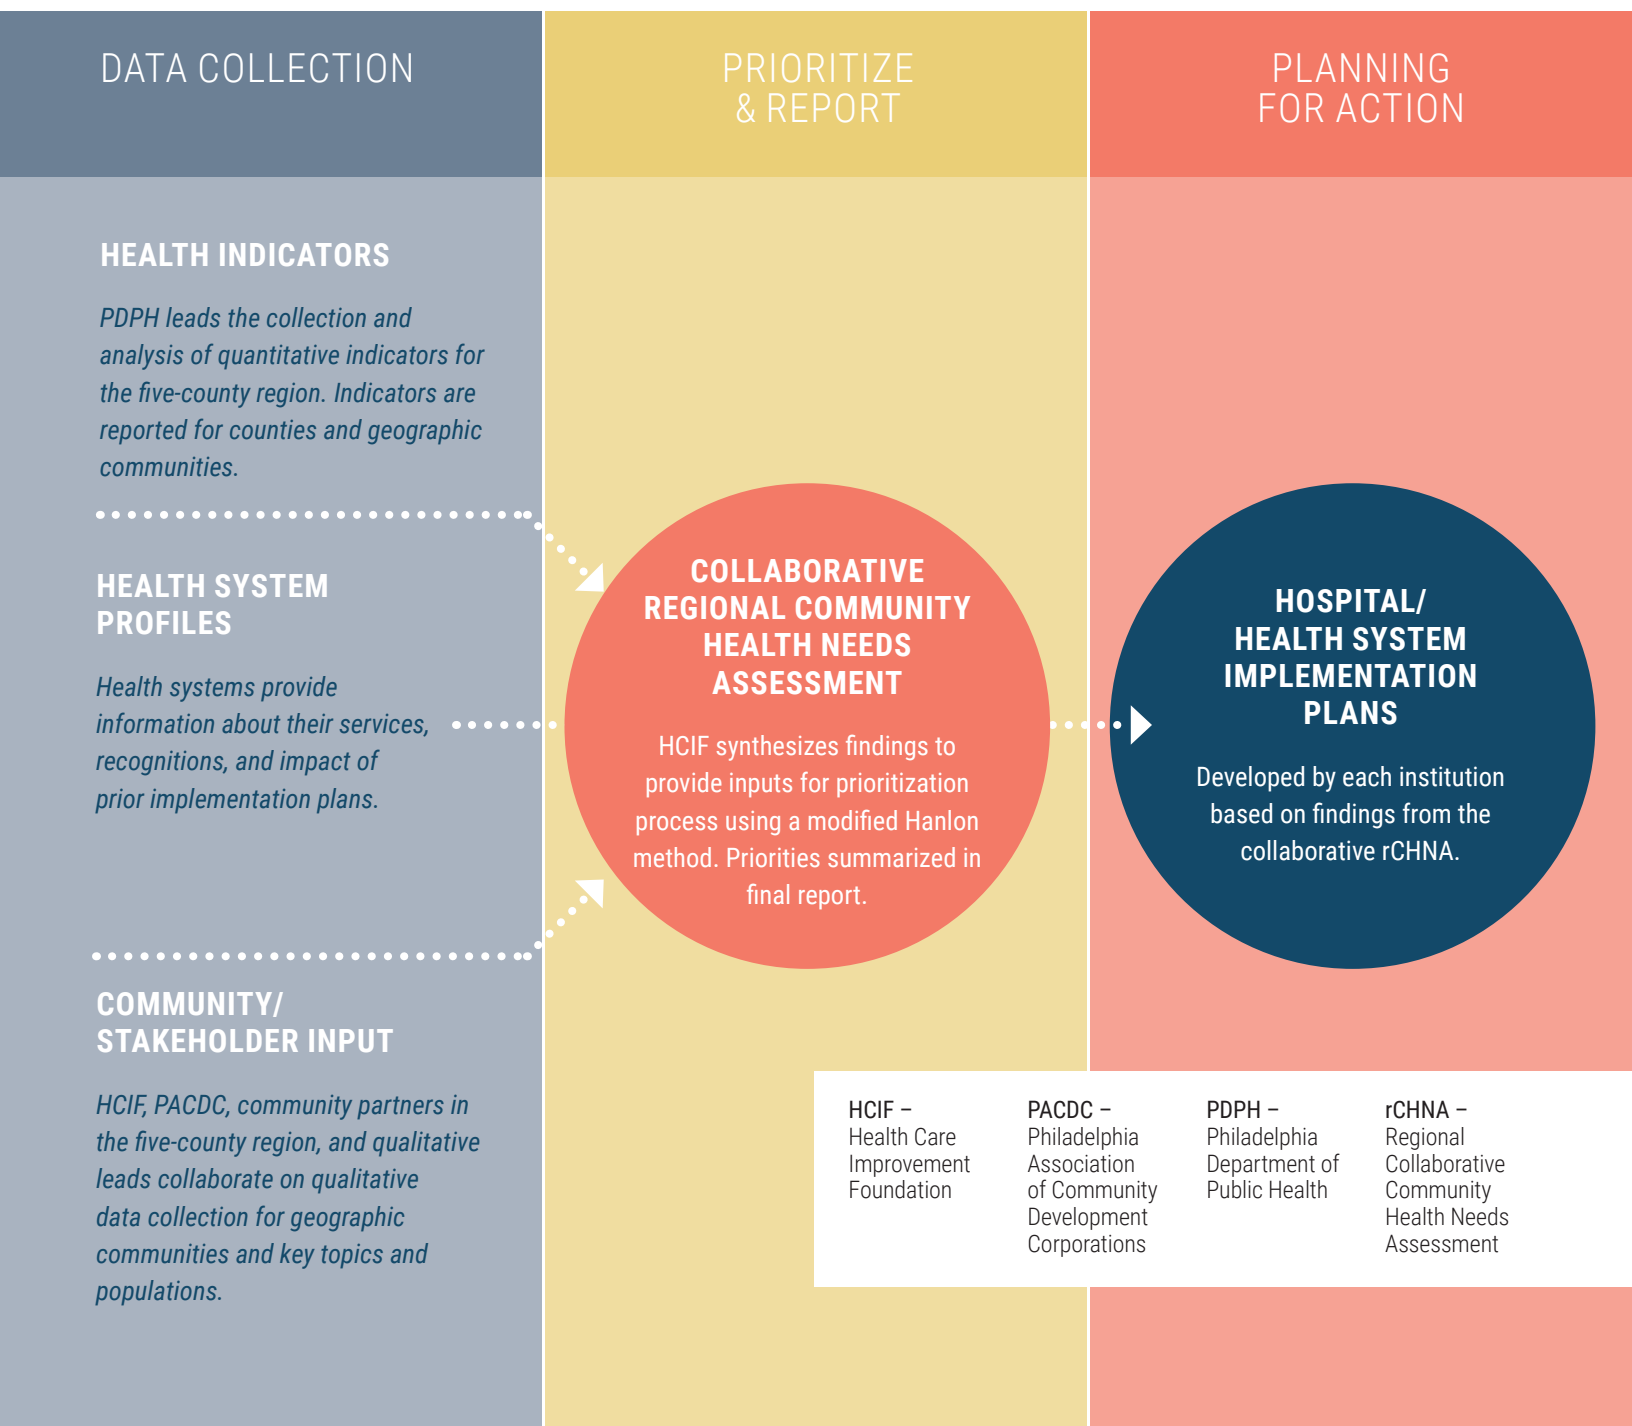 DATA COLLECTION
HEALTH INDICATORS
PDPH leads the collection and
analysis of quantitative indicators for
the five-county region. Indicators are
reported for counties and geographic
communities.
HEALTH SYSTEM
PROFILES
Health systems provide
information about their services,
recognitions, and impact of
prior implementation plans.
COMMUNITY/
STAKEHOLDER INPUT
HCIF, PACDC, community partners in
the five-county region, and qualitative
leads collaborate on qualitative
data collection for geographic
communities and key topics and
populations.
PRIORITIZE
& REPORT
COLLABORATIVE
REGIONAL COMMUNITY
HEALTH NEEDS
ASSESSMENT
HCIF synthesizes findings to
provide inputs for prioritization
process using a modified Hanlon
method. Priorities summarized in
final report.
PLANNING
FOR ACTION
HOSPITAL/
HEALTH SYSTEM
IMPLEMENTATION
PLANS
Developed by each institution
based on findings from the
collaborative rCHNA.
HCIF –
Health Care
Improvement
Foundation
PACDC –
Philadelphia
Association
of Community
Development
Corporations
PDPH –
Philadelphia
Department of
Public Health
rCHNA –
Regional
Collaborative
Community
Health Needs
Assessment